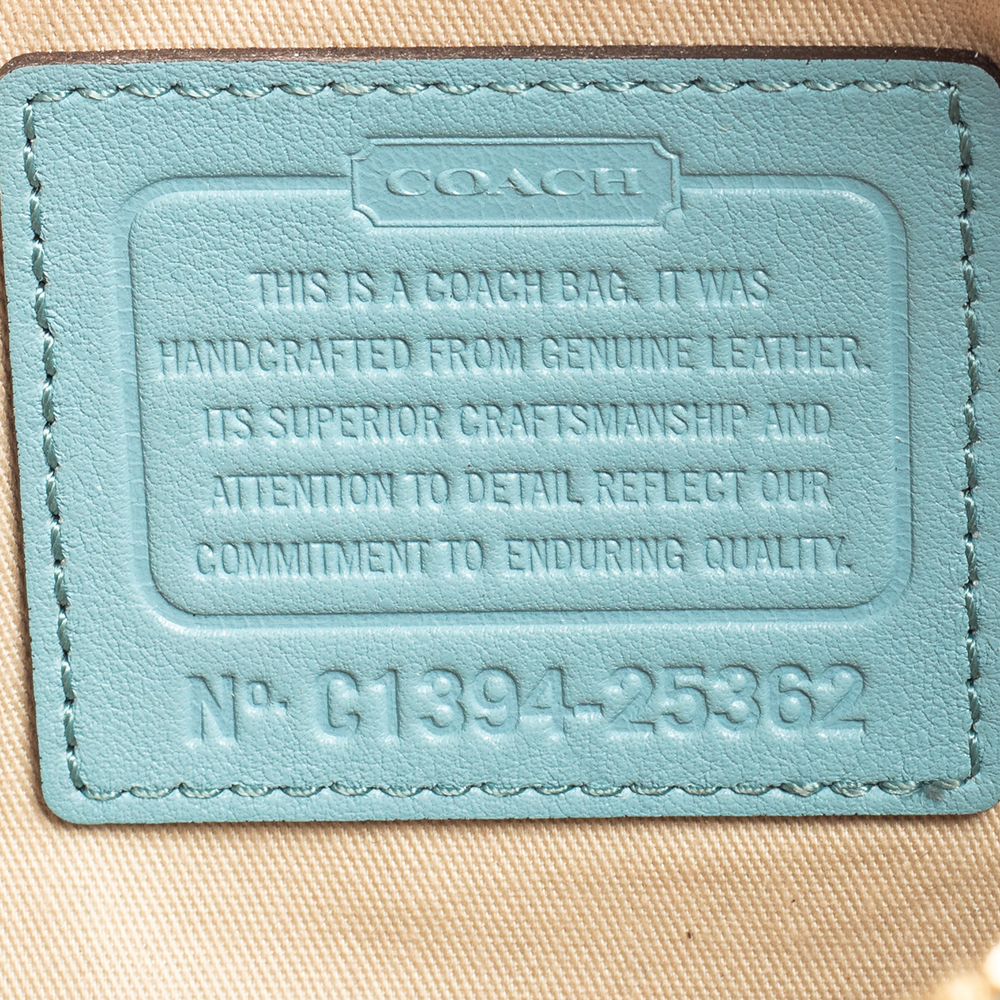 COACH
THIS IS A COACH BAG. IT WAS
HANDCRAFTED FROM GENUINE LEATHER.
ITS SUPERIOR CRAFTSMANSHIP AND
ATTENTION TO DETAIL REFLECT OUR
COMMITMENT TO ENDURING QUALITY.
Nº. C1394-25362